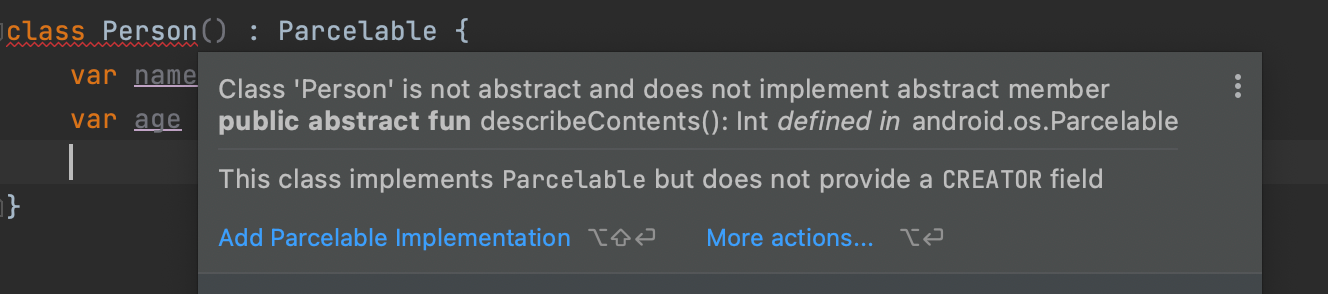 class Person() : Parcelable {
var name
Class 'Person' is not abstract and does not implement abstract member
var age
public abstract fun describeContents(): Int defined in android.os.Parcelable
This class implements Parcelable but does not provide a CREATOR field
}
Add Parcelable Implementation ⌥⇧⏎ More actions... ⌥⏎